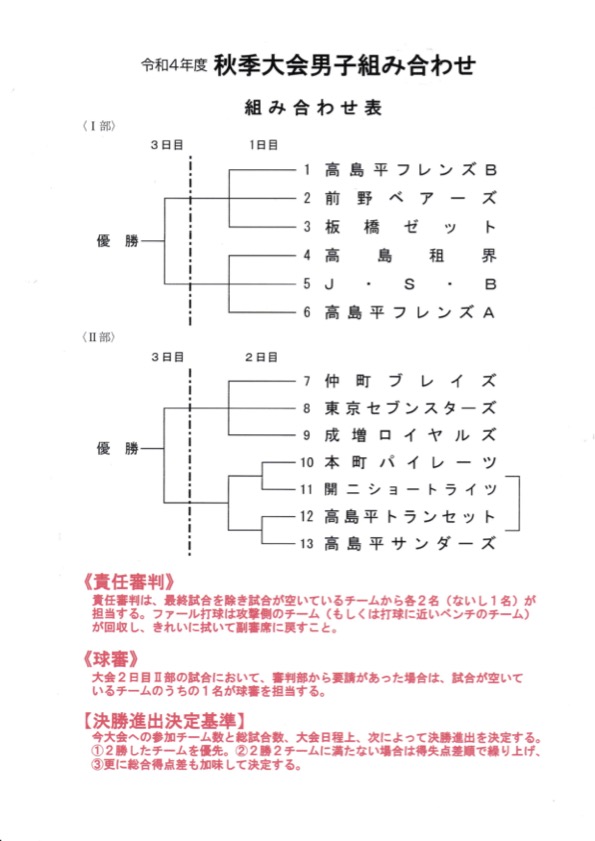 令和4年度 秋季大会男子組み合わせ
組み合わせ表
〈Ⅰ部〉
3日目 1日目
1 高島平フレンズB
2 前野ベアーズ
3 板橋ゼット
優勝
4 高島租界
5 J・S・B
6 高島平フレンズA
〈Ⅱ部〉
3日目 2日目
7 仲町ブレイズ
8 東京セブンスターズ
9 成増ロイヤルズ
優勝
10 本町パイレーツ
11 開ニショートライツ
12 高島平トランセット
13 高島平サンダーズ
《責任審判》
責任審判は、最終試合を除き試合が空いているチームから各2名（ないし1名）が
担当する。ファール打球は攻撃側のチーム（もしくは打球に近いベンチのチーム）
が回収し、きれいに拭いて副審席に戻すこと。
《球審》
大会2日目Ⅱ部の試合において、審判部から要請があった場合は、試合が空いて
いるチームのうちの1名が球審を担当する。
【決勝進出決定基準】
今大会への参加チーム数と総試合数、大会日程上、次によって決勝進出を決定する。
①2勝したチームを優先。②2勝2チームに満たない場合は得失点差順で繰り上げ、
③更に総合得点差も加味して決定する。